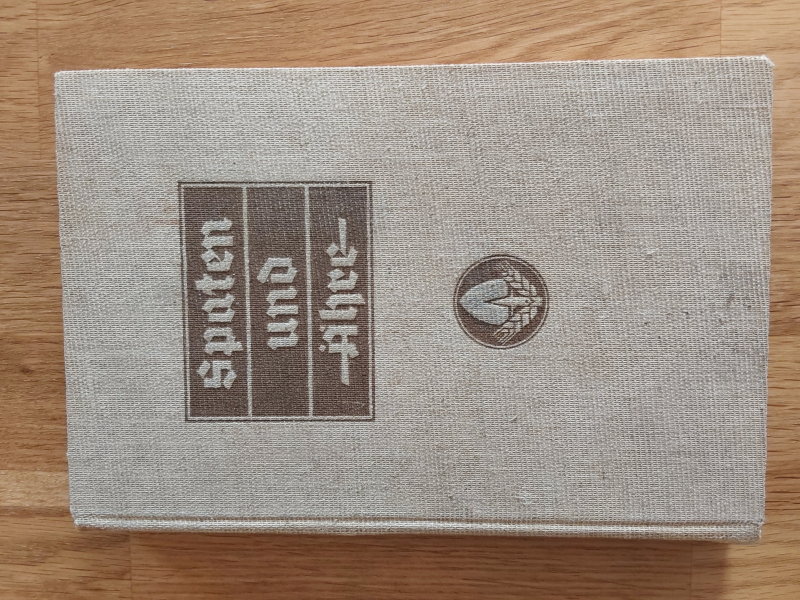 Spaten
und
Ähre